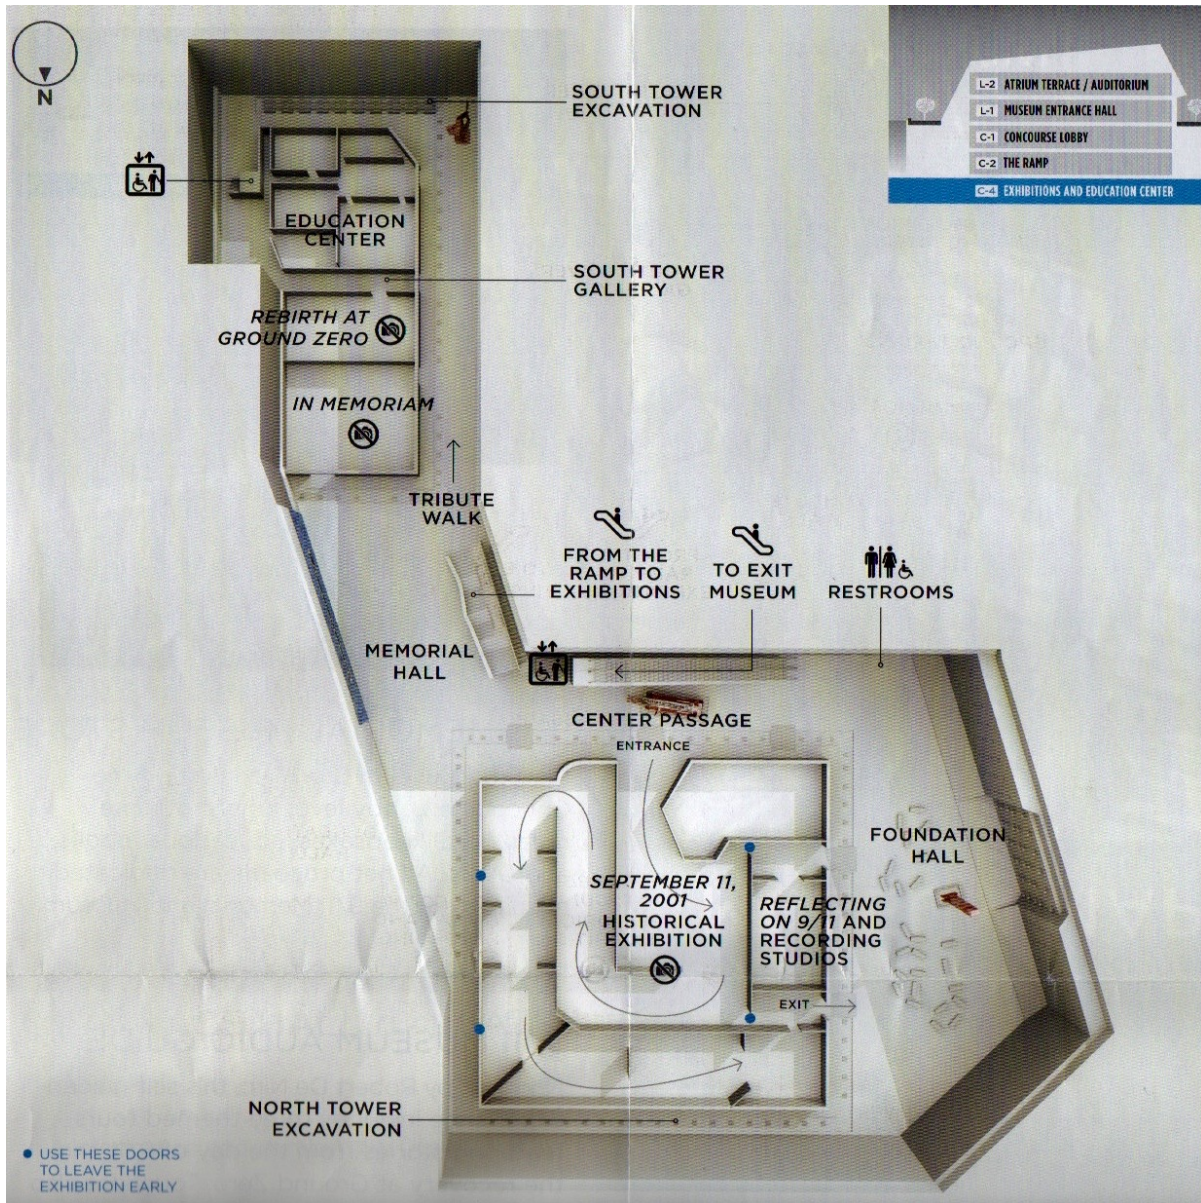 N
SOUTH TOWER
EXCAVATION
L-2 ATRIUM TERRACE / AUDITORIUM
L-1 MUSEUM ENTRANCE HALL
C-1 CONCOURSE LOBBY
C-2 THE RAMP
C-4 EXHIBITIONS AND EDUCATION CENTER
EDUCATION
CENTER
SOUTH TOWER
GALLERY
REBIRTH AT
GROUND ZERO
IN MEMORIAM
TRIBUTE
WALK
FROM THE
RAMP TO
EXHIBITIONS
TO EXIT
MUSEUM
RESTROOMS
MEMORIAL
HALL
CENTER PASSAGE
ENTRANCE
FOUNDATION
HALL
SEPTEMBER 11,
2001
HISTORICAL
EXHIBITION
REFLECTING
ON 9/11 AND
RECORDING
STUDIOS
EXIT
NORTH TOWER
EXCAVATION
USE THESE DOORS
TO LEAVE THE
EXHIBITION EARLY